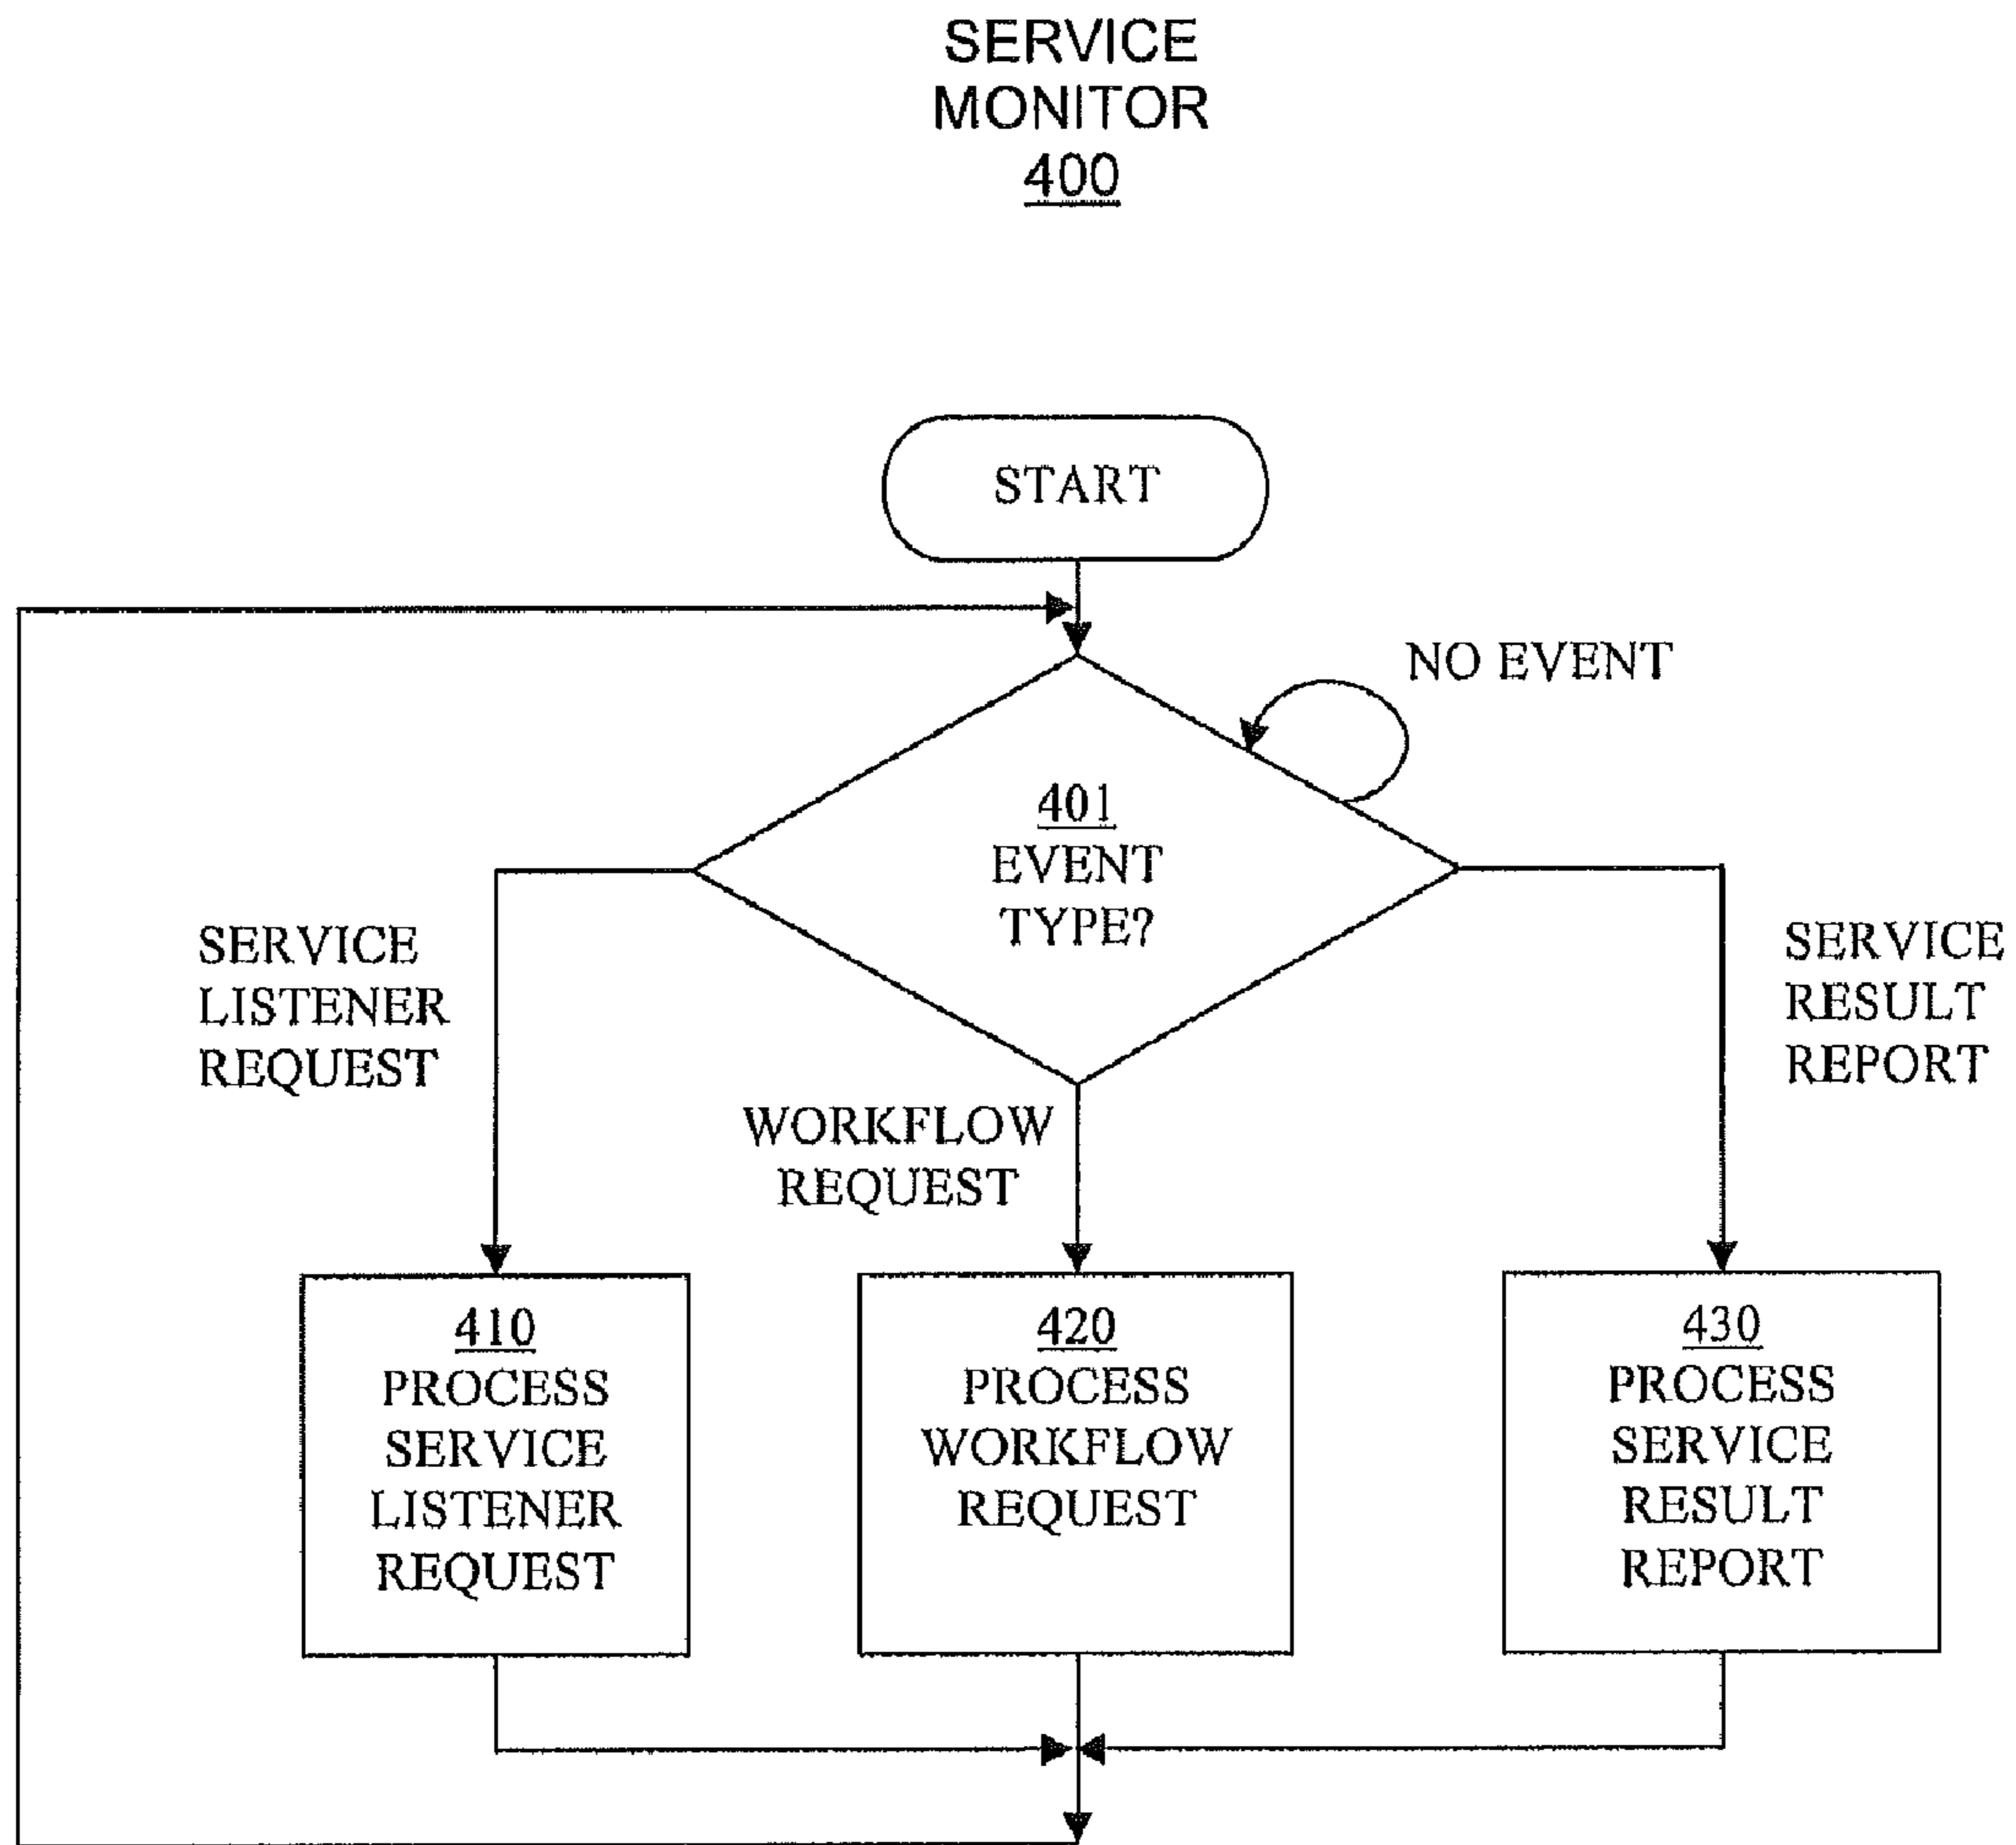 SERVICE
MONITOR
400
START
NO EVENT
401
EVENT
TYPE?
SERVICE
LISTENER
REQUEST
WORKFLOW
REQUEST
SERVICE
RESULT
REPORT
410
PROCESS
SERVICE
LISTENER
REQUEST
420
PROCESS
WORKFLOW
REQUEST
430
PROCESS
SERVICE
RESULT
REPORT